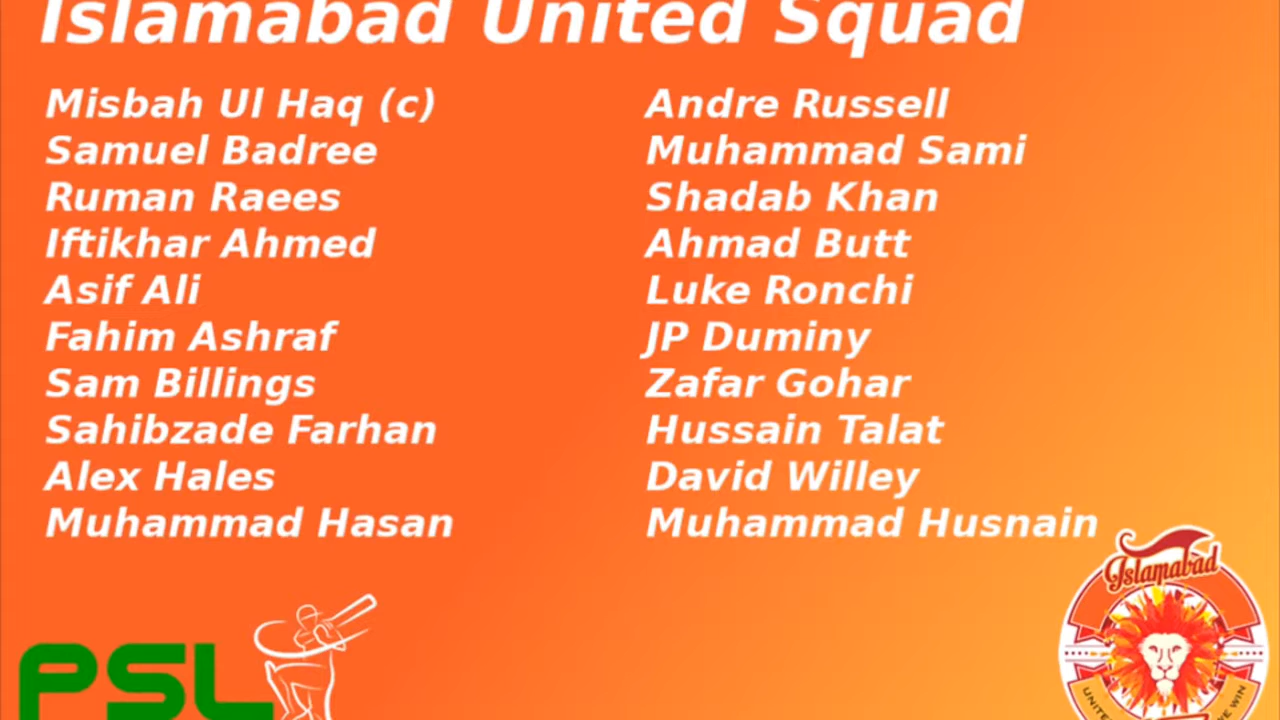 Islamabad United Squad
Misbah Ul Haq (c)
Samuel Badree
Ruman Raees
Iftikhar Ahmed
Asif Ali
Fahim Ashraf
Sam Billings
Sahibzade Farhan
Alex Hales
Muhammad Hasan
Andre Russell
Muhammad Sami
Shadab Khan
Ahmad Butt
Luke Ronchi
JP Duminy
Zafar Gohar
Hussain Talat
David Willey
Muhammad Husnain
PSL
Islamabad
WIN